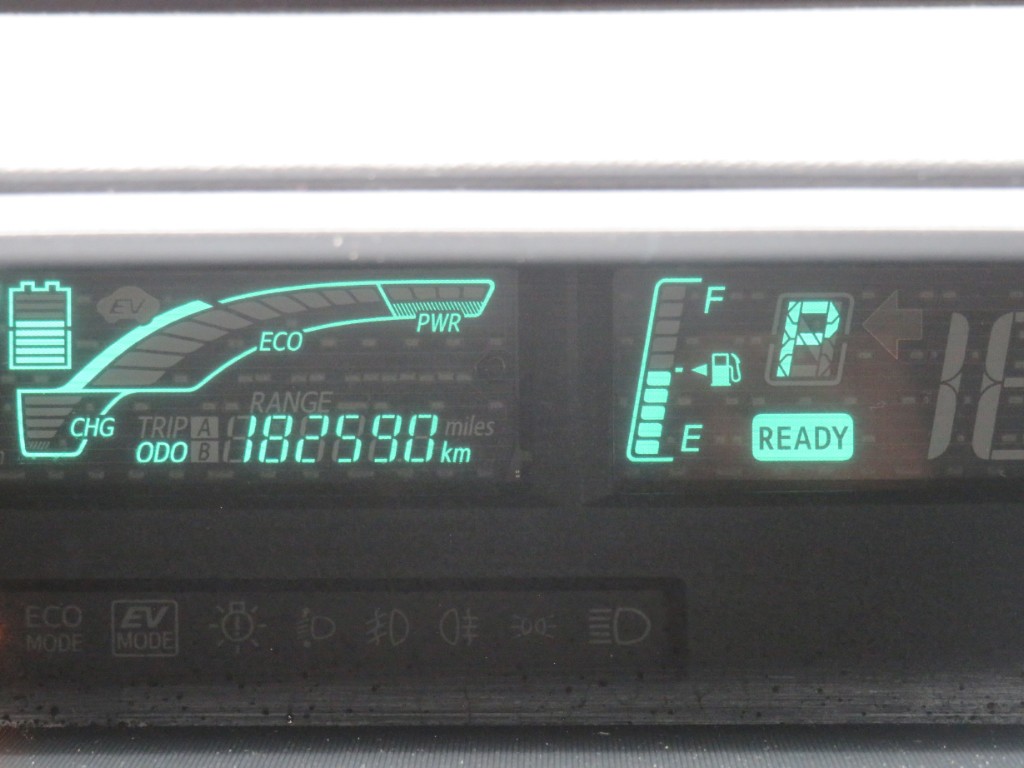 EV
PWR
ECO
CHG
RANGE
TRIP A
B
miles
ODO 182590 km
F
E
P
READY
ECO MODE
EV MODE